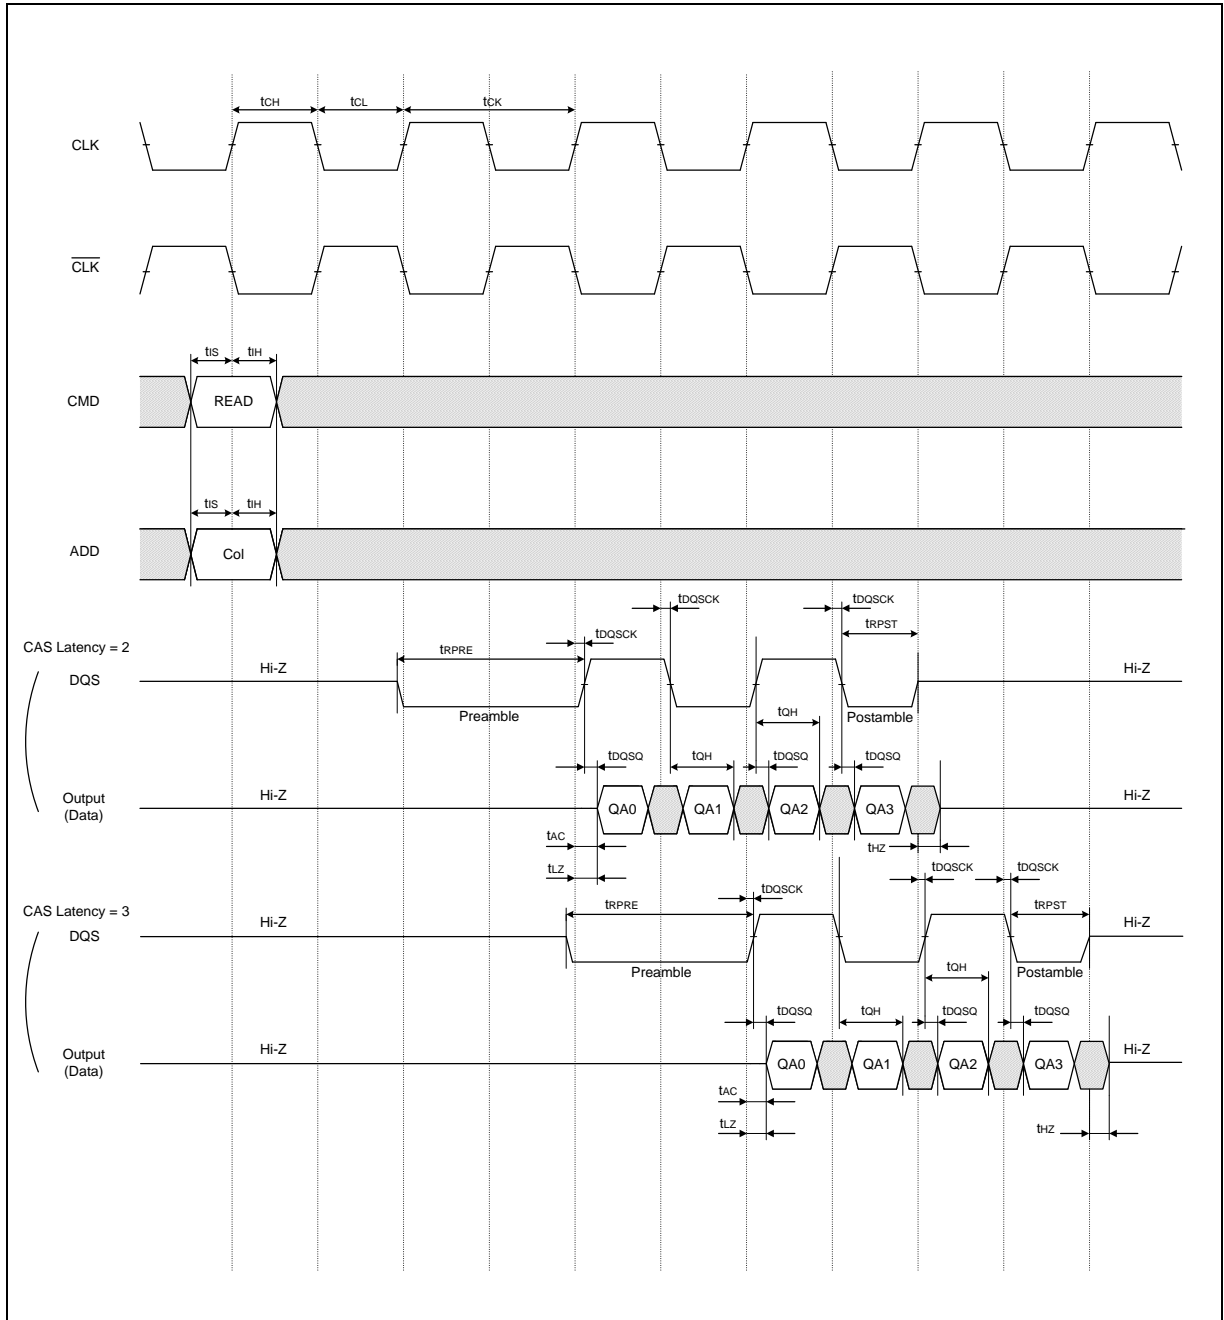 tCH tCL tCK
CLK
CLK
tIS tIH
CMD READ
tIS tIH
ADD Col
tDQSCK tDQSCK
tRPST
CAS Latency = 2 tRPRE tDQSCK
DQS Hi-Z Hi-Z
Preamble tQH Postamble
tDQSQ tQH tDQSQ tDQSQ
Output
(Data) Hi-Z QA0 QA1 QA2 QA3 Hi-Z
tAC tHZ
tLZ tDQSCK tDQSCK
tDQSCK
CAS Latency = 3 tRPRE tRPST
DQS Hi-Z Hi-Z
Preamble tQH Postamble
tDQSQ tQH tDQSQ tDQSQ
Output
(Data) Hi-Z QA0 QA1 QA2 QA3 Hi-Z
tAC
tLZ tHZ